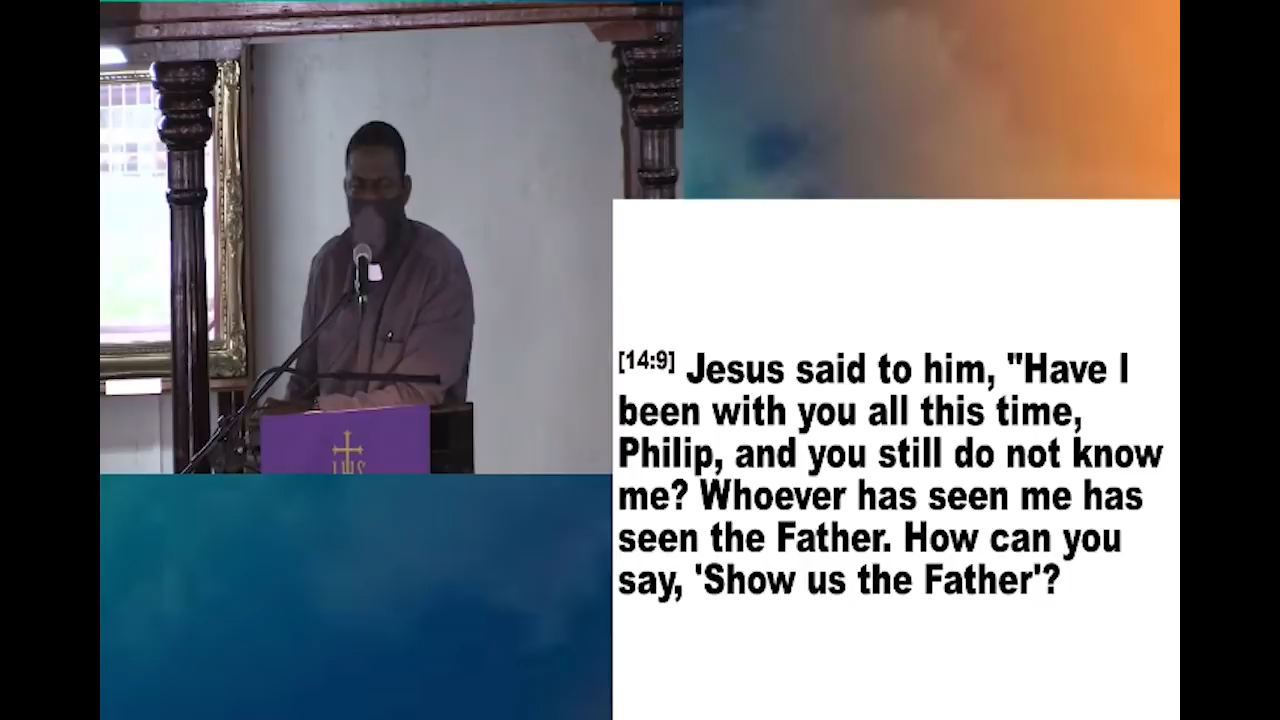 [14:9] Jesus said to him, "Have I
been with you all this time,
Philip, and you still do not know
me? Whoever has seen me has
seen the Father. How can you
say, 'Show us the Father'?
IHS